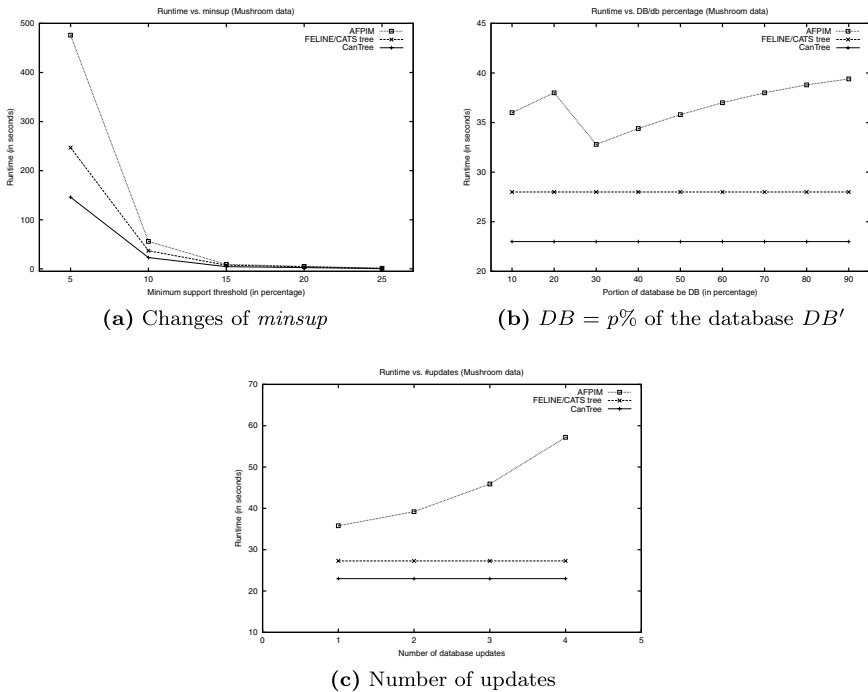 Runtime vs. minsup (Mushroom data)
500
400
300
200
100
0
Runtime (in seconds)
AFPIM
FELINE/CATS tree
CanTree
5
10
15
20
25
Minimum support threshold (in percentage)
(a) Changes of minsup
Runtime vs. DB/db percentage (Mushroom data)
45
40
35
30
25
20
Runtime (in seconds)
AFPIM
FELINE/CATS tree
CanTree
10
20
30
40
50
60
70
80
90
Portion of database be DB (in percentage)
(b) DB = p% of the database DB′
Runtime vs. #updates (Mushroom data)
70
60
50
40
30
20
10
Runtime (in seconds)
AFPIM
FELINE/CATS tree
CanTree
0
1
2
3
4
5
Number of database updates
(c) Number of updates